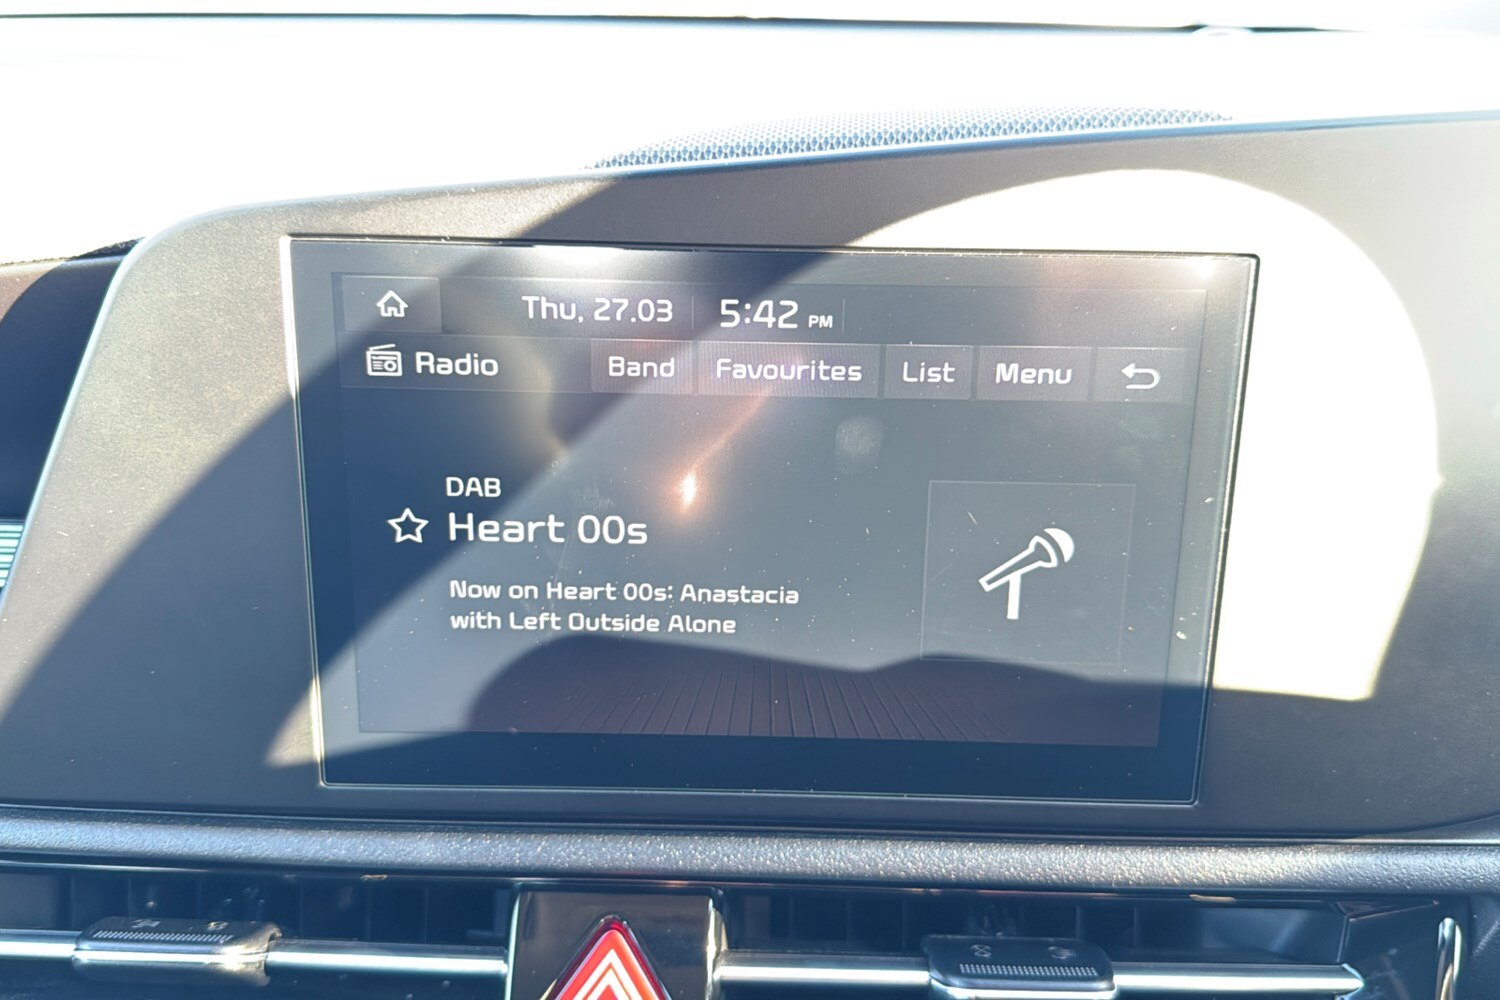 Thu, 27.03 5:42 PM
Radio Band Favourites List Menu
DAB
Heart 00s
Now on Heart 00s: Anastacia
with Left Outside Alone